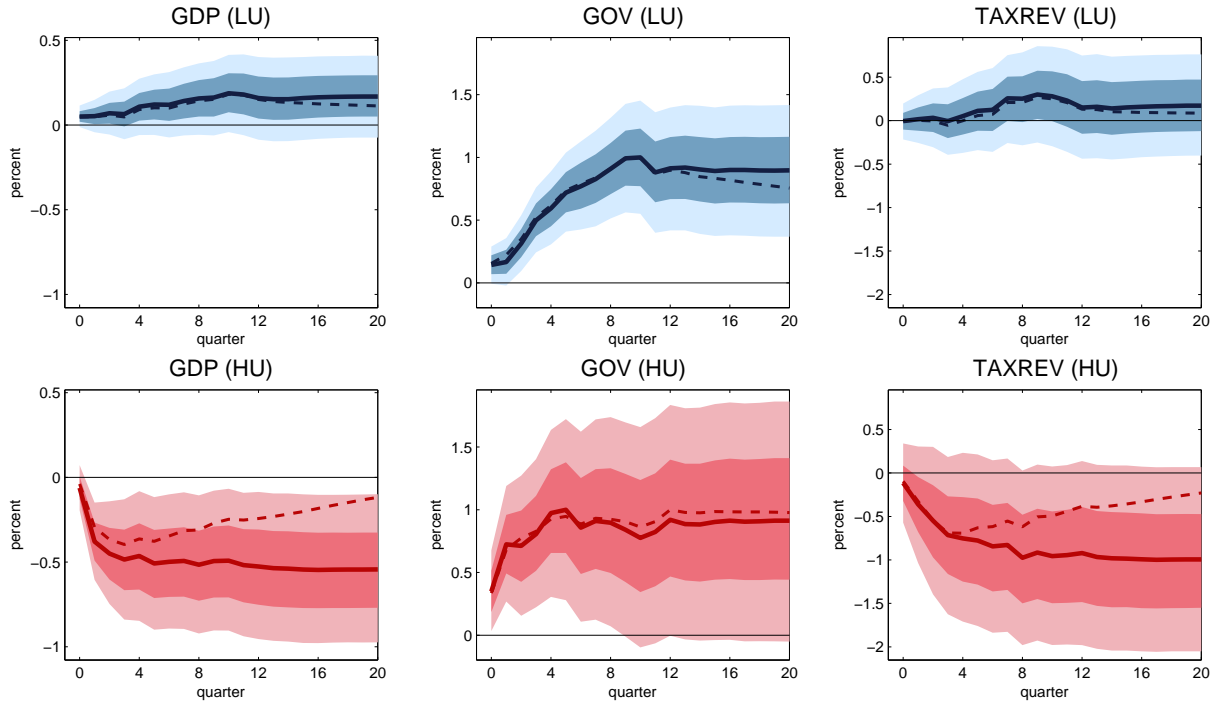 GDP (LU)
GOV (LU)
TAXREV (LU)
percent
0.5
0
−0.5
−1
0 4 8 12 16 20
quarter
percent
1.5
1
0.5
0
0 4 8 12 16 20
quarter
percent
0.5
0
−0.5
−1
−1.5
−2
0 4 8 12 16 20
quarter
GDP (HU)
GOV (HU)
TAXREV (HU)
percent
0.5
0
−0.5
−1
0 4 8 12 16 20
quarter
percent
1.5
1
0.5
0
0 4 8 12 16 20
quarter
percent
0.5
0
−0.5
−1
−1.5
−2
0 4 8 12 16 20
quarter